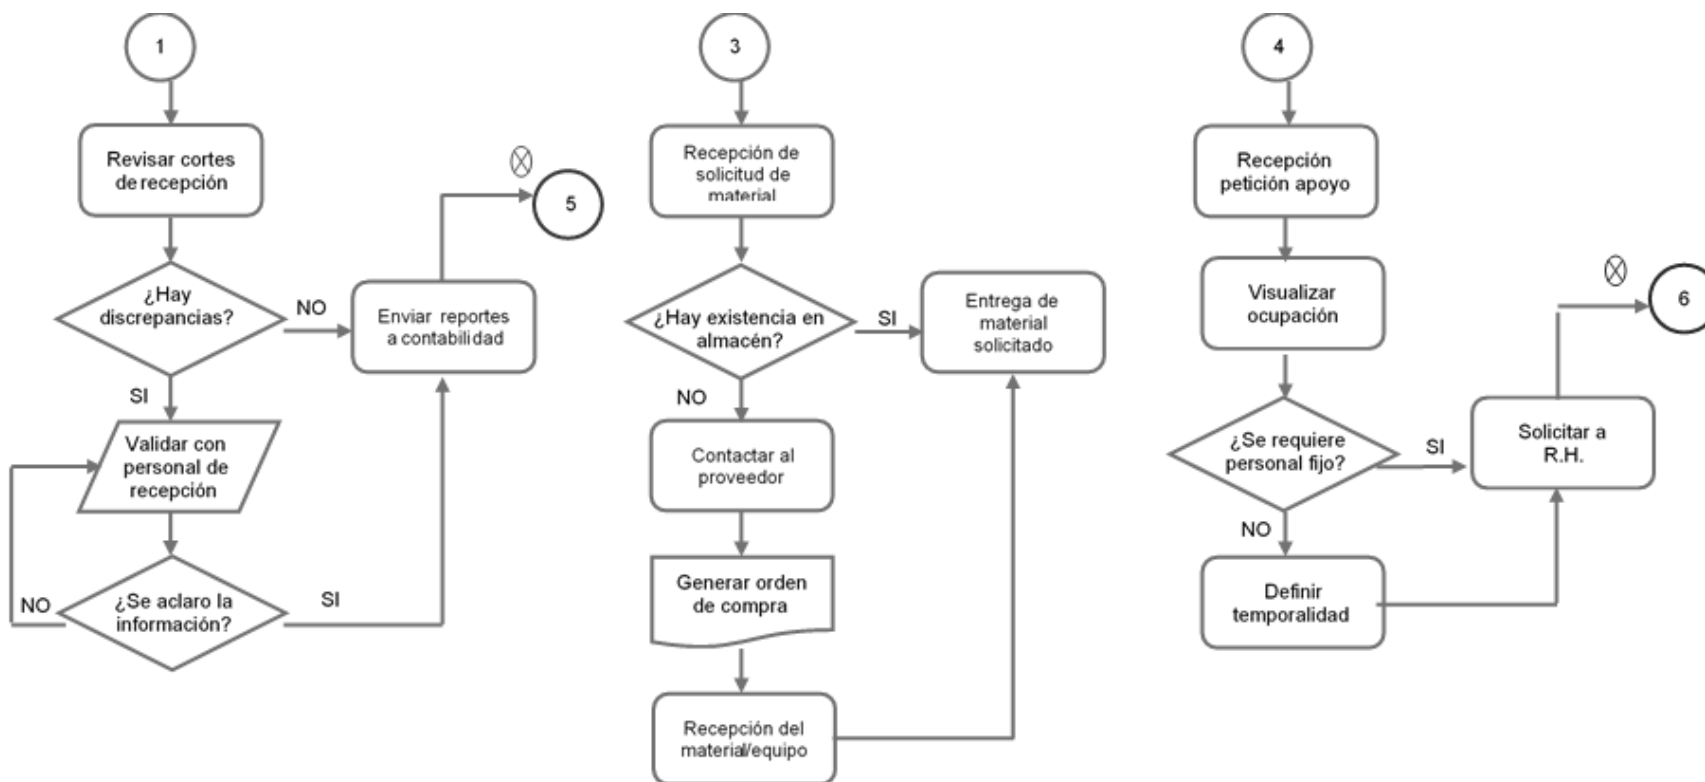 1
Revisar cortes
de recepción
¿Hay
discrepancias?
NO
Enviar reportes
a contabilidad
5
SI
Validar con
personal de
recepción
¿Se aclaro la
información?
NO
SI
3
Recepción de
solicitud de
material
¿Hay existencia en
almacén?
SI
Entrega de
material
solicitado
NO
Contactar al
proveedor
Generar orden
de compra
Recepción del
material/equipo
4
Recepción
petición apoyo
Visualizar
ocupación
¿Se requiere
personal fijo?
SI
Solicitar a
R.H.
6
NO
Definir
temporalidad